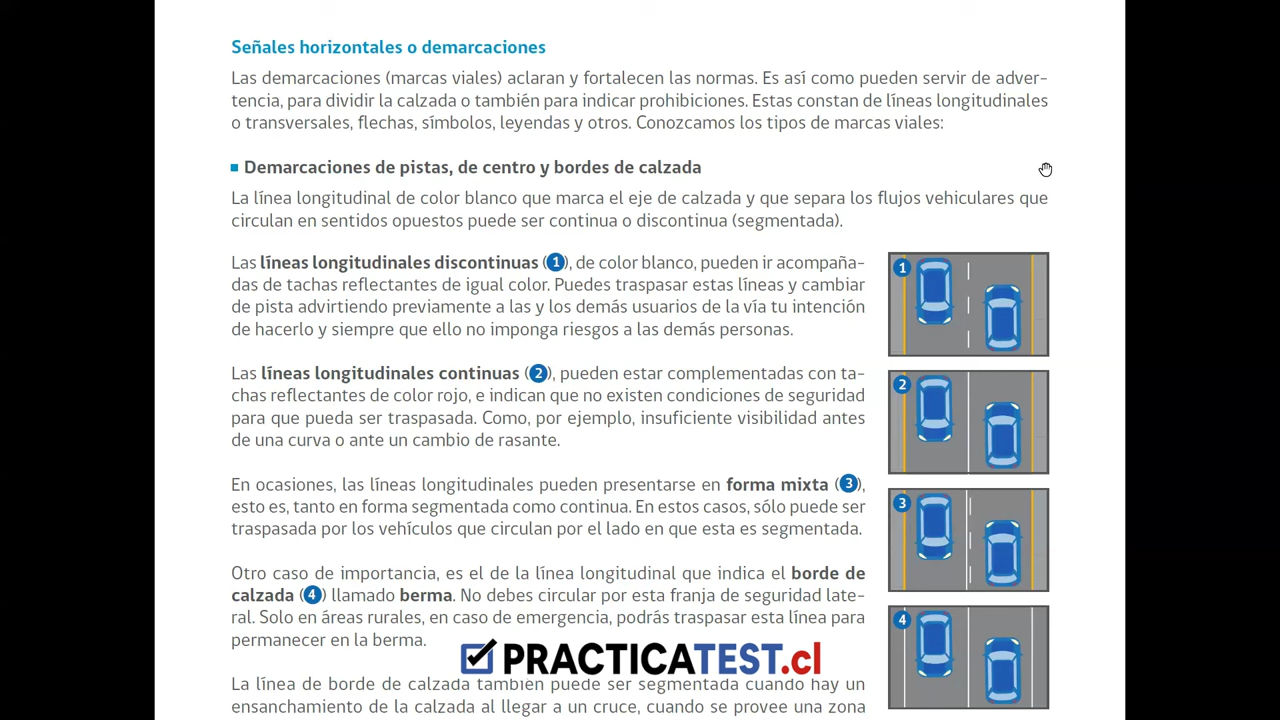 Señales horizontales o demarcaciones
Las demarcaciones (marcas viales) aclaran y fortalecen las normas. Es así como pueden servir de adver-
tencia, para dividir la calzada o también para indicar prohibiciones. Estas constan de líneas longitudinales
o transversales, flechas, símbolos, leyendas y otros. Conozcamos los tipos de marcas viales:
Demarcaciones de pistas, de centro y bordes de calzada
La línea longitudinal de color blanco que marca el eje de calzada y que separa los flujos vehiculares que
circulan en sentidos opuestos puede ser continua o discontinua (segmentada).
Las líneas longitudinales discontinuas (1), de color blanco, pueden ir acompaña-
das de tachas reflectantes de igual color. Puedes traspasar estas líneas y cambiar
de pista advirtiendo previamente a las y los demás usuarios de la vía tu intención
de hacerlo y siempre que ello no imponga riesgos a las demás personas.
1
Las líneas longitudinales continuas (2), pueden estar complementadas con ta-
chas reflectantes de color rojo, e indican que no existen condiciones de seguridad
para que pueda ser traspasada. Como, por ejemplo, insuficiente visibilidad antes
de una curva o ante un cambio de rasante.
2
En ocasiones, las líneas longitudinales pueden presentarse en forma mixta (3),
esto es, tanto en forma segmentada como continua. En estos casos, sólo puede ser
traspasada por los vehículos que circulan por el lado en que esta es segmentada.
3
Otro caso de importancia, es el de la línea longitudinal que indica el borde de
calzada (4) llamado berma. No debes circular por esta franja de seguridad late-
ral. Solo en áreas rurales, en caso de emergencia, podrás traspasar esta línea para
permanecer en la berma.
4
PRACTICATEST.cl
La línea de borde de calzada también puede ser segmentada cuando hay un
ensanchamiento de la calzada al llegar a un cruce, cuando se provee una zona